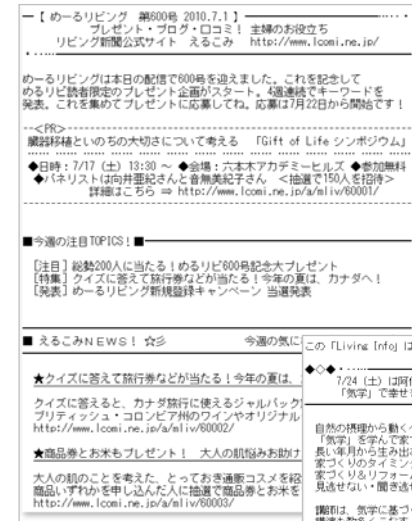 ━【 めーるリビング 第600号 2010.7.1 】━
プレゼント・ブログ・口コミ! 主婦のお役立ち
リビング新聞公式サイト えるこみ http://www.lcomi.ne.jp/
めーるリビングは本日の配信で600号を迎えました。これを記念して
めるリビ読者限定のプレゼント企画がスタート。4週連続でキーワードを
発表。これを集めてプレゼントに応募してね。応募は7月22日から開始です!
--<PR>--
臓器移植といのちの大切さについて考える 「Gift of Life シンポジウム」
◆日時:7/17 (土) 13:30 ~ ◆会場:六本木アカデミーヒルズ ◆参加無料
◆パネリストは向井亜紀さんと音無美紀子さん <抽選で150人を招待>
詳細はこちら ⇒ http://www.lcomi.ne.jp/a/mliv/60001/
■今週の注目TOPICS!■
[注目] 総勢200人に当たる!めるリビ600号記念大プレゼント
[特集] クイズに答えて旅行券などが当たる!今年の夏は、カナダへ!
[発表] めーるリビング新規登録キャンペーン 当選発表
■ えるこみNEWS! ☆彡 今週の気に
★クイズに答えて旅行券などが当たる!今年の夏は、
クイズに答えると、カナダ旅行に使えるジャルパック
ブリティッシュ・コロンビア州のワインやオリジナル
http://www.lcomi.ne.jp/a/mliv/60002/
★商品券とお米もプレゼント! 大人の肌悩みお助け
大人の肌のことを考えた、とっておき通販コスメを紹
商品いずれかを申し込んだ人に抽選で商品券とお米を
http://www.lcomi.ne.jp/a/mliv/60003/
この「Living Info」は
◆◇◆・
7/24 (土) は阿
「気学」で幸せ
自然の摂理から動く
「気学」を学んで家
長い年月から生み出
家づくりのタイミン
家づくり&リフォーム
見逃せない・聞き逃せ
講師は、気学に基づ